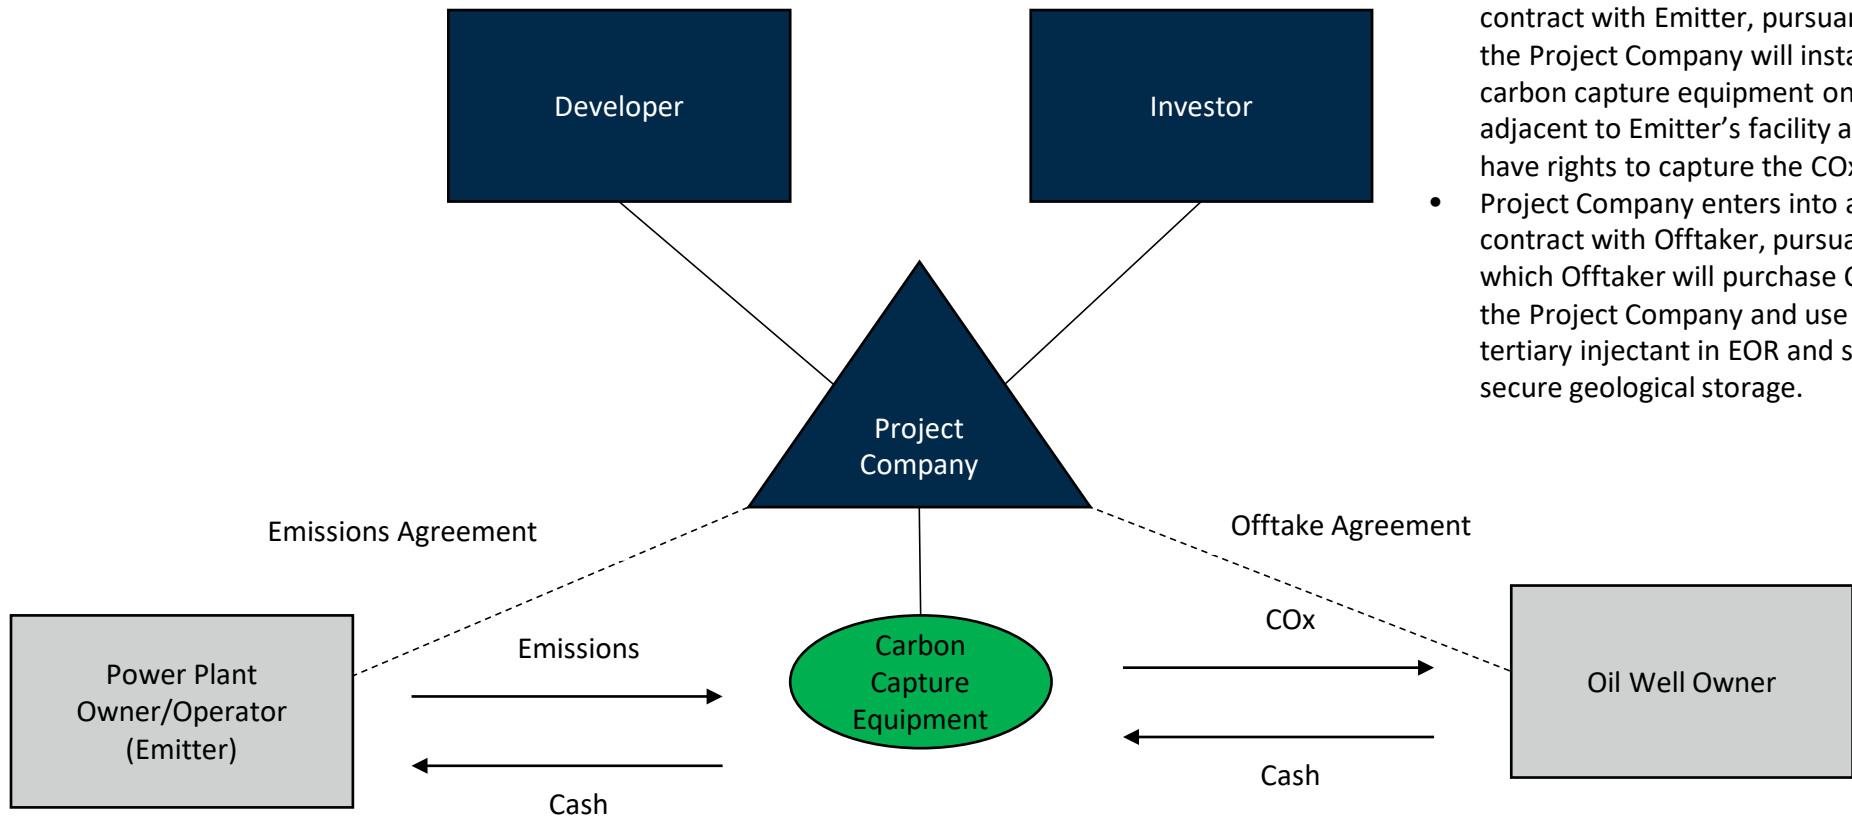 Developer
Investor
contract with Emitter, pursuan
the Project Company will insta
carbon capture equipment on
adjacent to Emitter’s facility a
have rights to capture the COx
• Project Company enters into a
contract with Offtaker, pursua
which Offtaker will purchase C
the Project Company and use
tertiary injectant in EOR and s
secure geological storage.
Project
Company
Emissions Agreement
Offtake Agreement
Power Plant
Owner/Operator
(Emitter)
Emissions
Cash
Carbon
Capture
Equipment
COx
Cash
Oil Well Owner